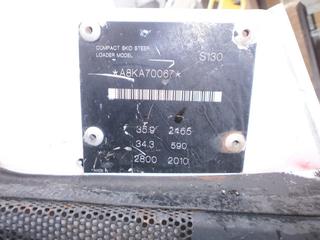 COMPACT SKID STEER
LOADER MODEL S130
*A8KA70067*
35.9 2465
34.3 590
2800 2010